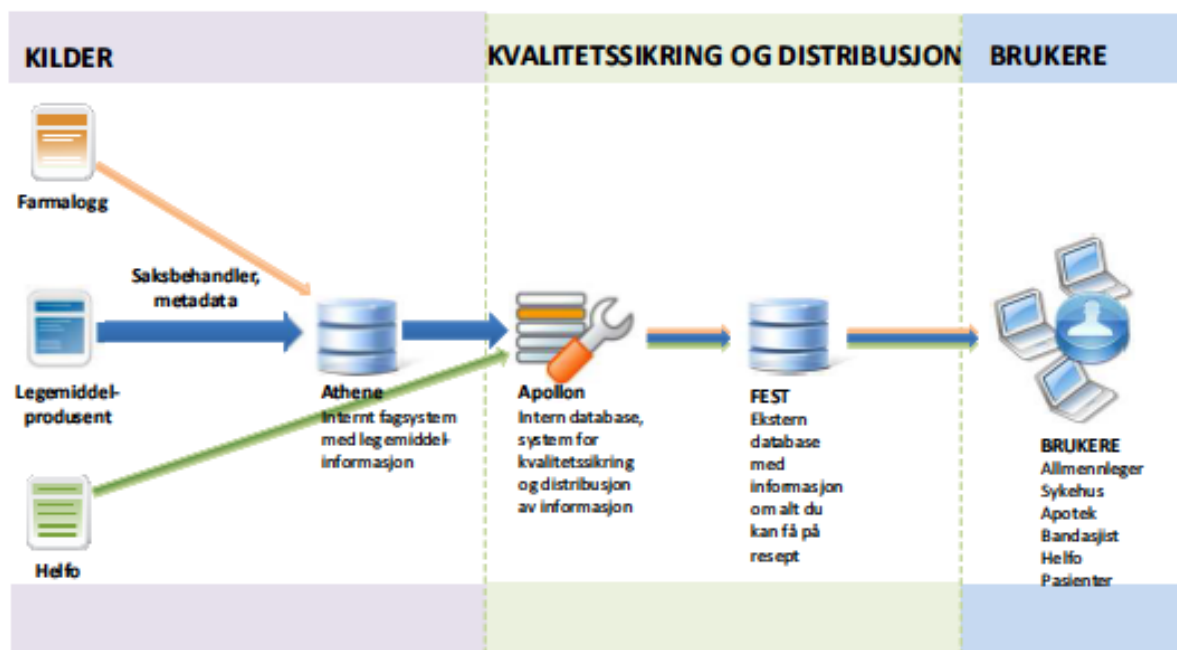 KILDER
KVALITETSSIKRING OG DISTRIBUSJON
BRUKERE
Farmalogg
Saksbehandler,
metadata
Legemiddel-
produsent
Helfo
Athene
Internt fagsystem
med legemiddel-
informasjon
Apollon
Intern database,
system for
kvalitetssikring
og distribusjon
av informasjon
FEST
Ekstern
database
med
informasjon
om alt du
kan få på
resept
BRUKERE
Allmennleger
Sykehus
Apotek
Bandasjist
Helfo
Pasienter